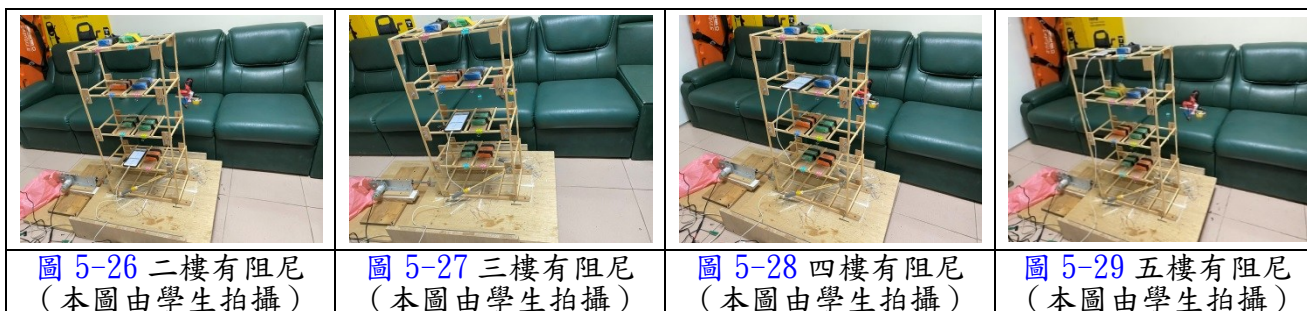 圖 5-26 二樓有阻尼
（本圖由學生拍攝）
圖 5-27 三樓有阻尼
（本圖由學生拍攝）
圖 5-28 四樓有阻尼
（本圖由學生拍攝）
圖 5-29 五樓有阻尼
（本圖由學生拍攝）